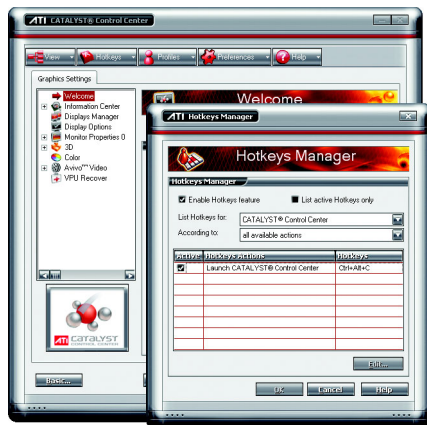 ATI CATALYST® Control Center
View
Hotkeys
Profiles
Preferences
Help
Graphics Settings
Welcome
Information Center
Displays Manager
Display Options
Monitor Properties 0
3D
Color
Avivo™ Video
VPU Recover
Welcome
ATI CATALYST
CONTROL CENTER
Basic...
ATI Hotkeys Manager
Hotkeys Manager
Hotkeys Manager
Enable Hotkeys feature
List active Hotkeys only
List Hotkeys for:
CATALYST® Control Center
According to:
all available actions
Active Hotkeys Actions Hotkeys
Launch CATALYST® Control Center Ctrl+Alt+C
Edit...
OK Cancel Help